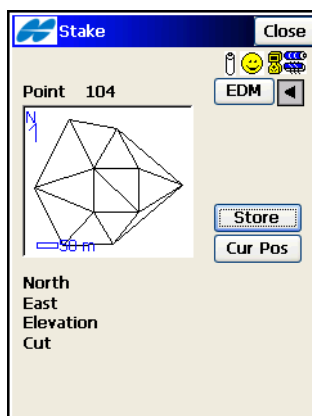 Stake Close
Point 104
EDM
N
50 m
Store
Cur Pos
North
East
Elevation
Cut